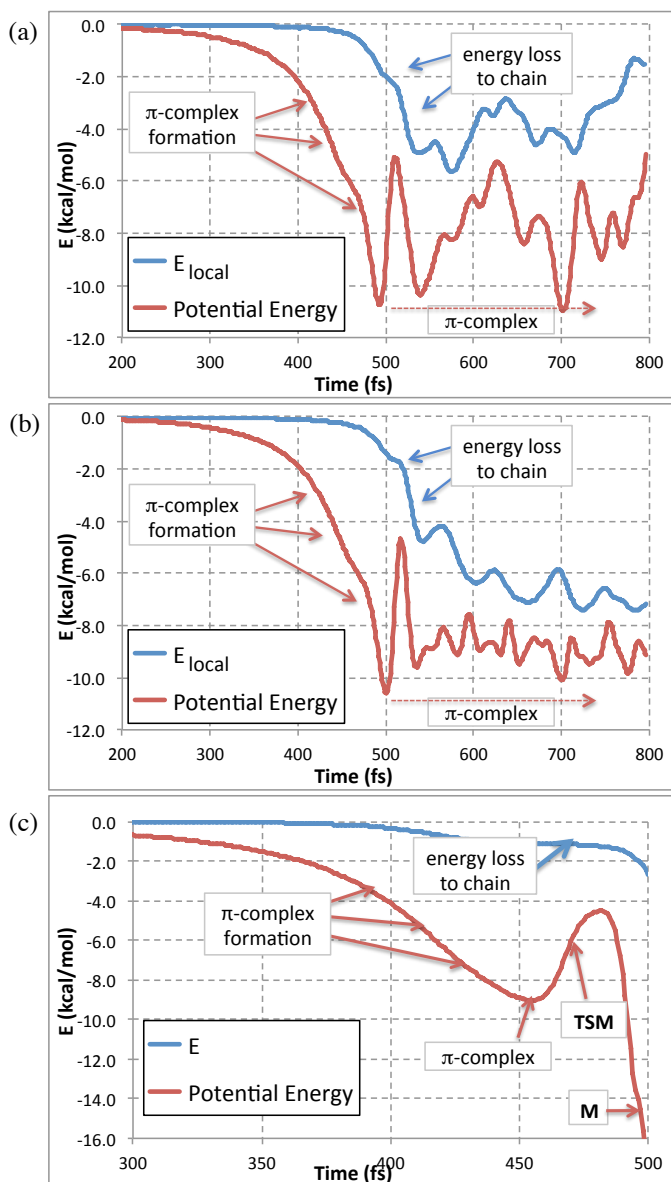 (a)
0.0
-2.0
-4.0
-6.0
-8.0
-10.0
-12.0
E (kcal/mol)
energy loss
to chain
π-complex
formation
E local
Potential Energy
π-complex
200 300 400 500 600 700 800
Time (fs)
(b)
0.0
-2.0
-4.0
-6.0
-8.0
-10.0
-12.0
E (kcal/mol)
energy loss
to chain
π-complex
formation
E local
Potential Energy
π-complex
200 300 400 500 600 700 800
Time (fs)
(c)
0.0
-2.0
-4.0
-6.0
-8.0
-10.0
-12.0
-14.0
-16.0
E (kcal/mol)
energy loss
to chain
π-complex
formation
TSM
π-complex
E
Potential Energy
M
300 350 400 450 500
Time (fs)